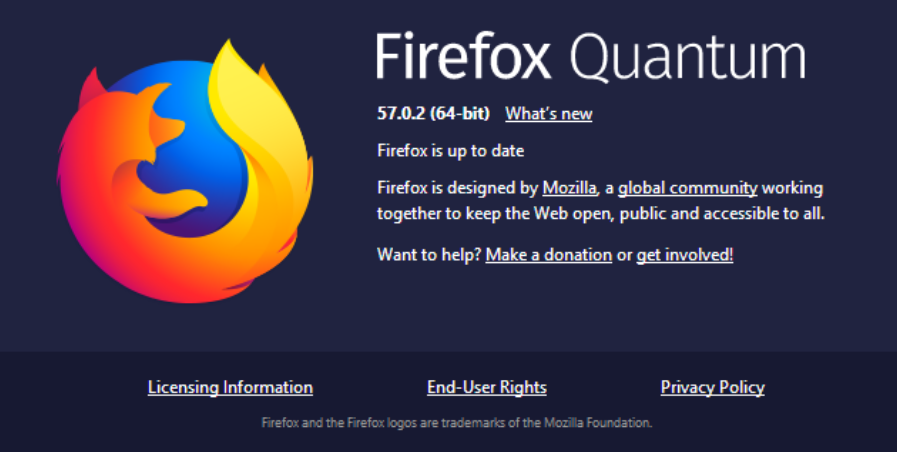 Firefox Quantum
57.0.2 (64-bit) What's new
Firefox is up to date
Firefox is designed by Mozilla, a global community working
together to keep the Web open, public and accessible to all.
Want to help? Make a donation or get involved!
Licensing Information End-User Rights Privacy Policy
Firefox and the Firefox logos are trademarks of the Mozilla Foundation.